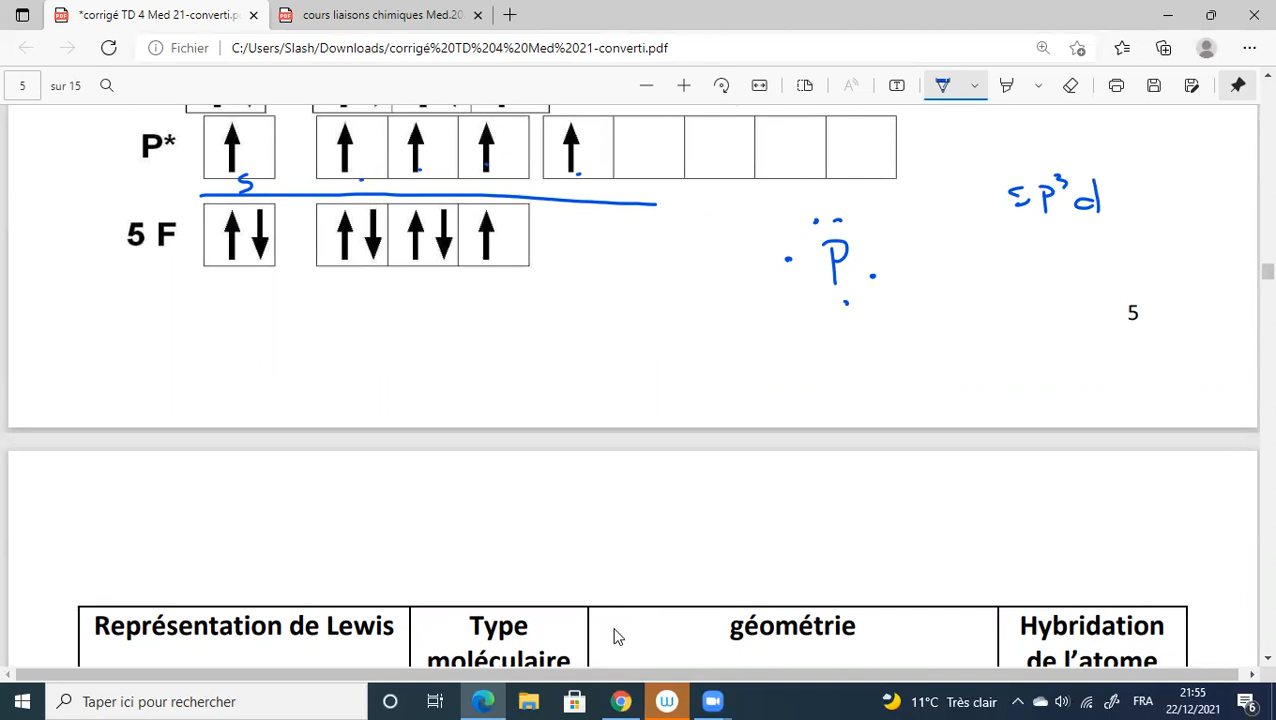 *corrigé TD 4 Med 21-converti.p
cours liaisons chimiques Med.20
Fichier
C:/Users/Slash/Downloads/corrigé%20TD%204%20Med%2021-converti.pdf
5 sur 15
P*
s
5 F
P
sp³d
5
Représentation de Lewis
Type moléculaire
géométrie
Hybridation de l’atome
Taper ici pour rechercher
11°C Très clair
FRA
21:55
22/12/2021
6